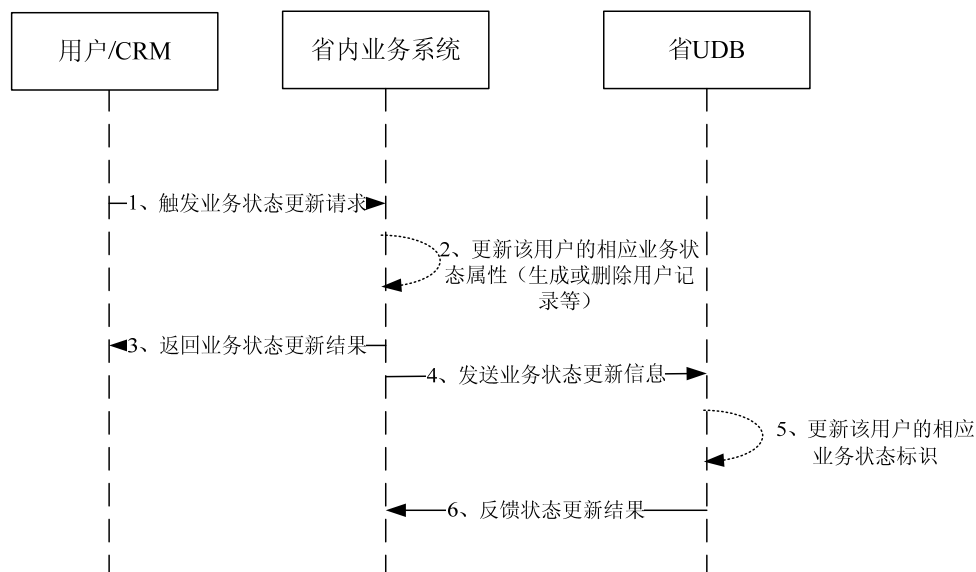 用户/CRM
省内业务系统
省UDB
1、触发业务状态更新请求
2、更新该用户的相应业务状
态属性（生成或删除用户记
录等）
3、返回业务状态更新结果
4、发送业务状态更新信息
5、更新该用户的相应
业务状态标识
6、反馈状态更新结果